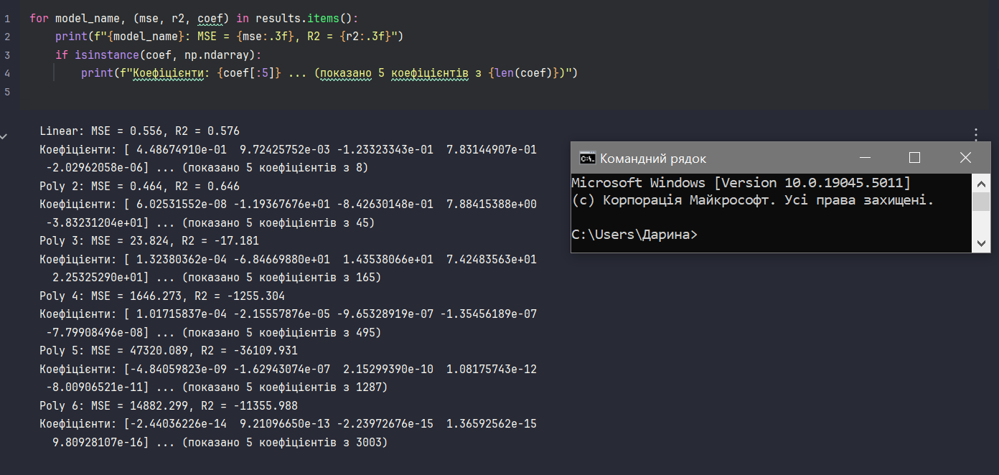 1 for model_name, (mse, r2, coef) in results.items():
2 print(f"{model_name}: MSE = {mse:.3f}, R2 = {r2:.3f}")
3 if isinstance(coef, np.ndarray):
4 print(f"Коефіцієнти: {coef[:5]} ... (показано 5 коефіцієнтів з {len(coef)})")
5
Linear: MSE = 0.556, R2 = 0.576
Коефіцієнти: [ 4.48674910e-01 9.72425752e-03 -1.23323343e-01 7.83144907e-01
-2.02962058e-06] ... (показано 5 коефіцієнтів з 8)
Poly 2: MSE = 0.464, R2 = 0.646
Коефіцієнти: [ 6.02531552e-08 -1.19367676e+01 -8.42630148e-01 7.88415388e+00
-3.83231204e+01] ... (показано 5 коефіцієнтів з 45)
Poly 3: MSE = 23.824, R2 = -17.181
Коефіцієнти: [ 1.32380362e-04 -6.84669880e+01 1.43538066e+01 7.42483563e+01
2.25325290e+01] ... (показано 5 коефіцієнтів з 165)
Poly 4: MSE = 1646.273, R2 = -1255.304
Коефіцієнти: [ 1.01715837e-04 -2.15557876e-05 -9.65328919e-07 -1.35456189e-07
-7.79908496e-08] ... (показано 5 коефіцієнтів з 495)
Poly 5: MSE = 47320.089, R2 = -36109.931
Коефіцієнти: [-4.84059823e-09 -1.62943074e-07 2.15299390e-10 1.08175743e-12
-8.00906521e-11] ... (показано 5 коефіцієнтів з 1287)
Poly 6: MSE = 14882.299, R2 = -11355.988
Коефіцієнти: [-2.44036226e-14 9.21096650e-13 -2.23972676e-15 1.36592562e-15
9.80928107e-16] ... (показано 5 коефіцієнтів з 3003)
Командний рядок
Microsoft Windows [Version 10.0.19045.5011]
(c) Корпорація Майкрософт. Усі права захищені.
C:\Users\Дарина>